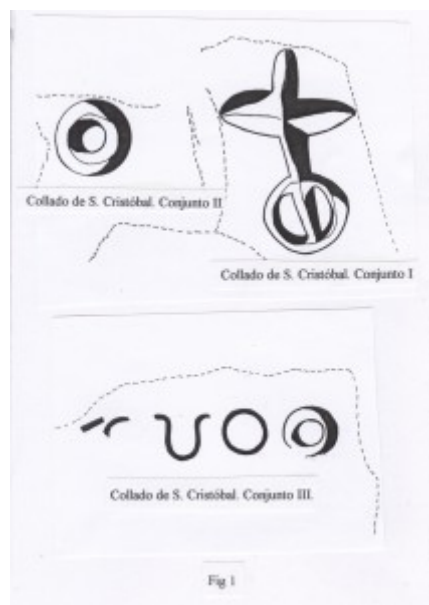 Collado de S. Cristóbal. Conjunto II
Collado de S. Cristóbal. Conjunto I
Collado de S. Cristóbal. Conjunto III.
Fig 1